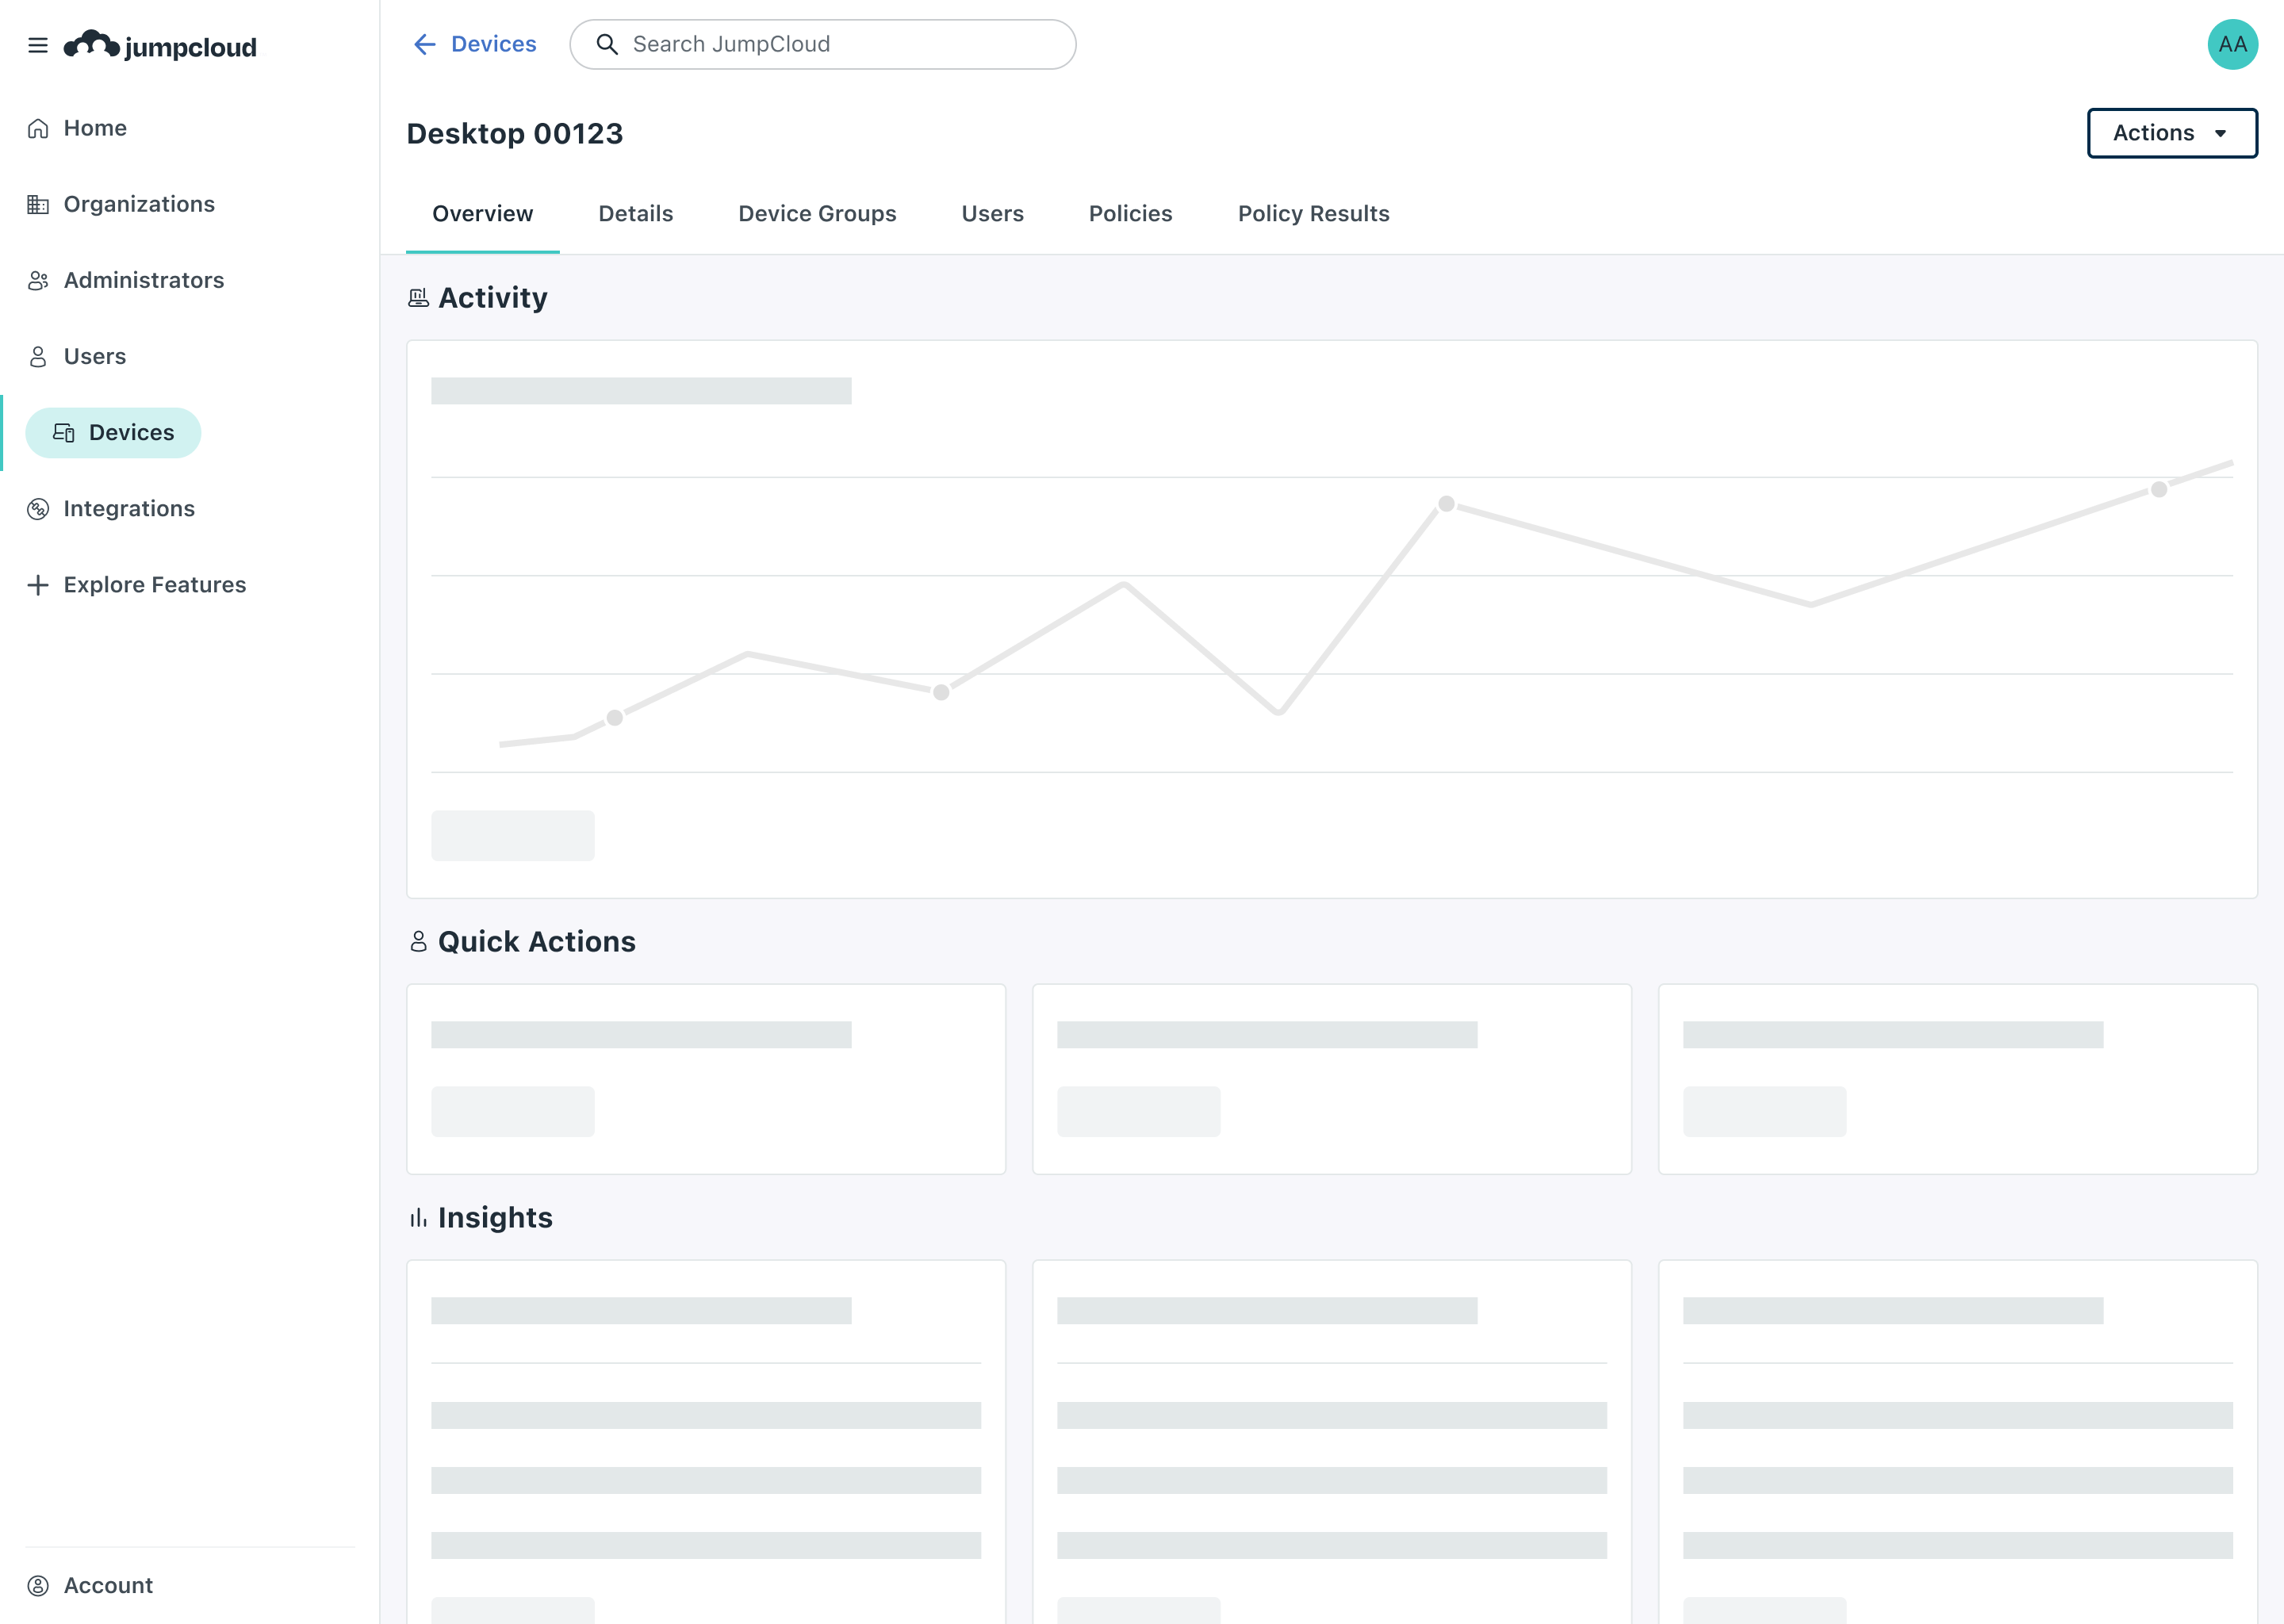 jumpcloud
Home
Organizations
Administrators
Users
Devices
Integrations
Explore Features
Account
Devices
Search JumpCloud
AA
Desktop 00123
Actions
Overview
Details
Device Groups
Users
Policies
Policy Results
Activity
Quick Actions
Insights